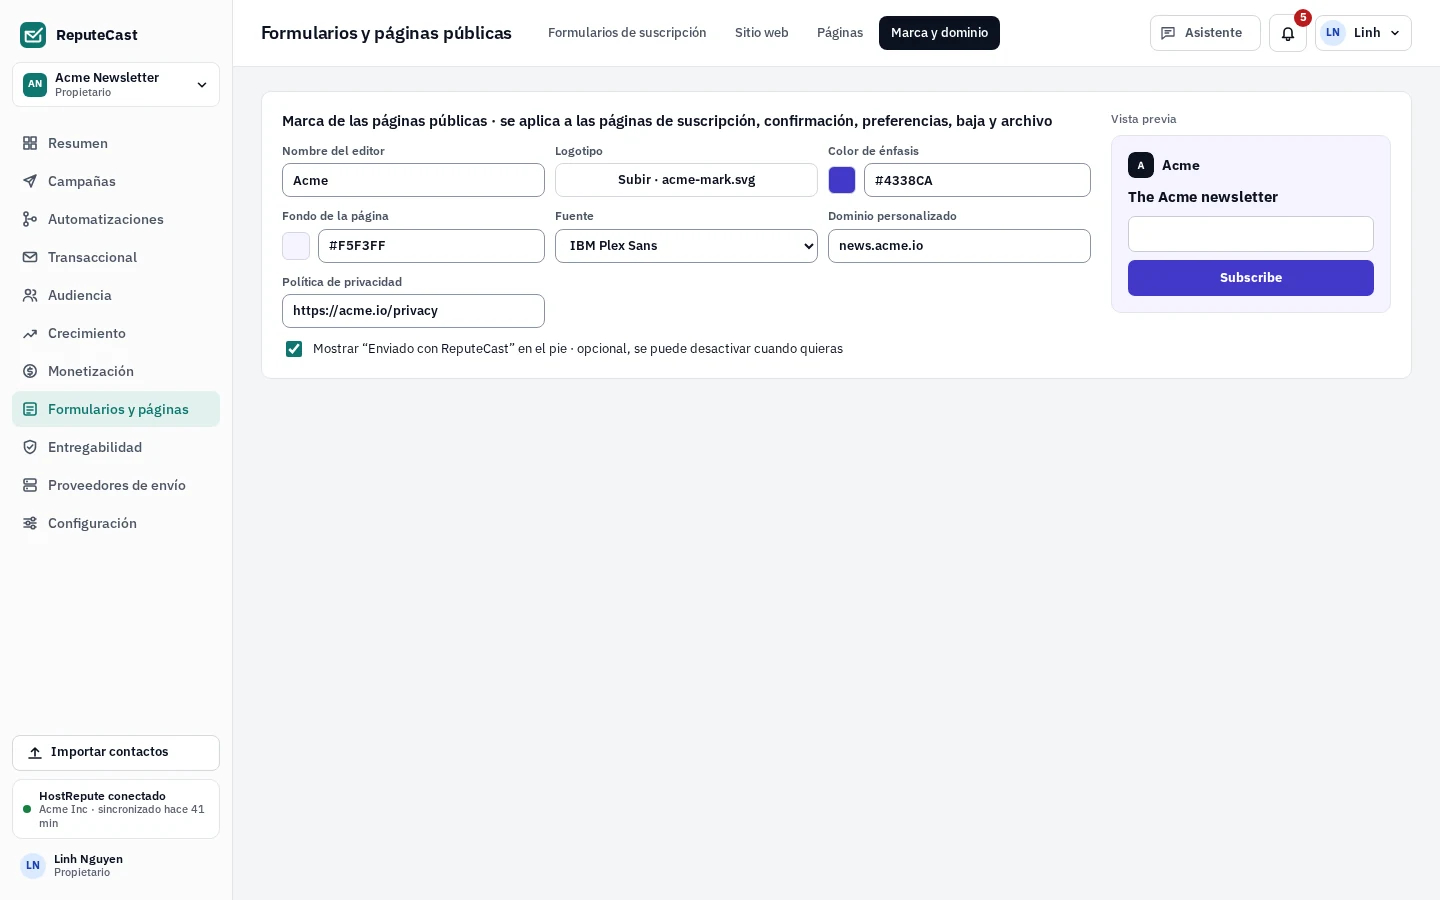 ReputeCast
AN
Acme Newsletter
Propietario
Resumen
Campañas
Automatizaciones
Transaccional
Audiencia
Crecimiento
Monetización
Formularios y páginas
Entregabilidad
Proveedores de envío
Configuración
Importar contactos
HostRepute conectado
Acme Inc · sincronizado hace 41
min
LN
Linh Nguyen
Propietario
Formularios y páginas públicas
Formularios de suscripción
Sitio web
Páginas
Marca y dominio
Asistente
5
LN
Linh
Marca de las páginas públicas · se aplica a las páginas de suscripción, confirmación, preferencias, baja y archivo
Nombre del editor
Logotipo
Color de énfasis
Acme
Subir · acme-mark.svg
#4338CA
Fondo de la página
Fuente
Dominio personalizado
#F5F3FF
IBM Plex Sans
news.acme.io
Política de privacidad
https://acme.io/privacy
Mostrar “Enviado con ReputeCast” en el pie · opcional, se puede desactivar cuando quieras
Vista previa
A
Acme
The Acme newsletter
Subscribe